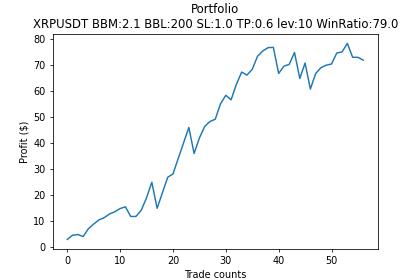 Portfolio
XRPUSDT BBM:2.1 BBL:200 SL:1.0 TP:0.6 lev:10 WinRatio:79.0
80
70
60
50
40
30
20
10
0
Profit ($)
0 10 20 30 40 50
Trade counts